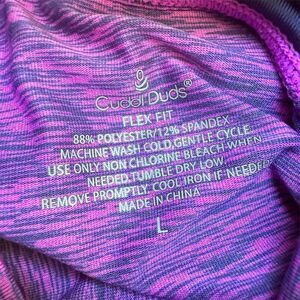 Cuddl Duds®
FLEX FIT
88% POLYESTER/12% SPANDEX
MACHINE WASH COLD,GENTLE CYCLE
USE ONLY NON CHLORINE BLEACH WHEN
NEEDED.TUMBLE DRY LOW.
REMOVE PROMPTLY. COOL IRON IF NEEDED
MADE IN CHINA
L